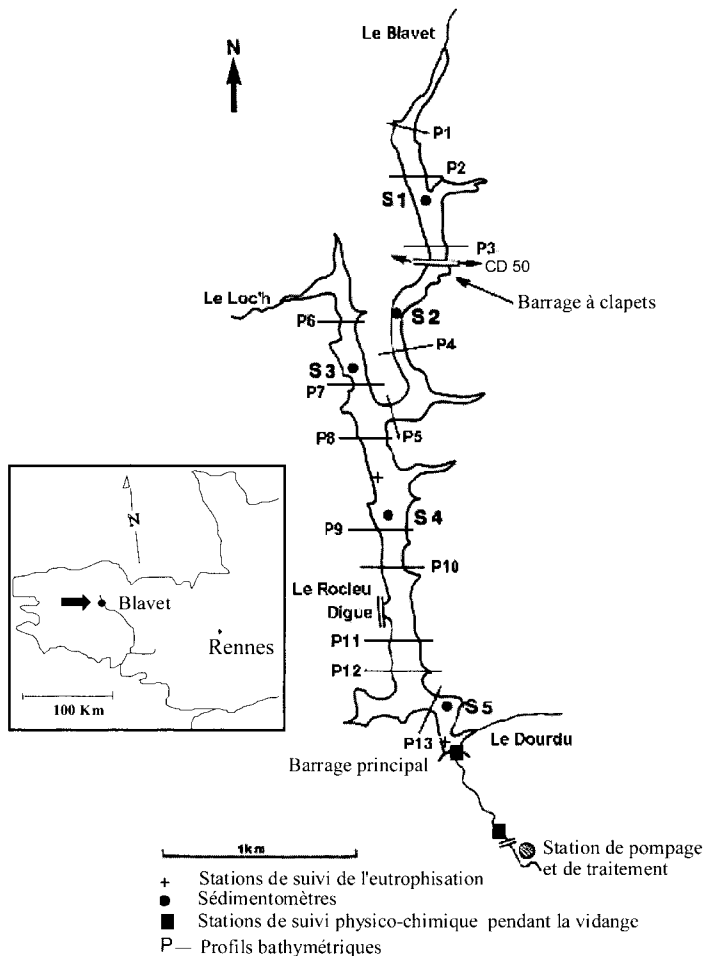 Le Blavet
N
P1
P2
S1
P3
CD 50
Le Loc'h
Barrage à clapets
P6
S2
P4
S3
P7
P8
P5
S4
P9
P10
Le Rocleu
Digue
P11
P12
S5
P13
Le Dourdu
Barrage principal
N
Blavet
Rennes
100 Km
1km
Station de pompage
et de traitement
+ Stations de suivi de l'eutrophisation
● Sédimentomètres
■ Stations de suivi physico-chimique pendant la vidange
P— Profils bathymétriques